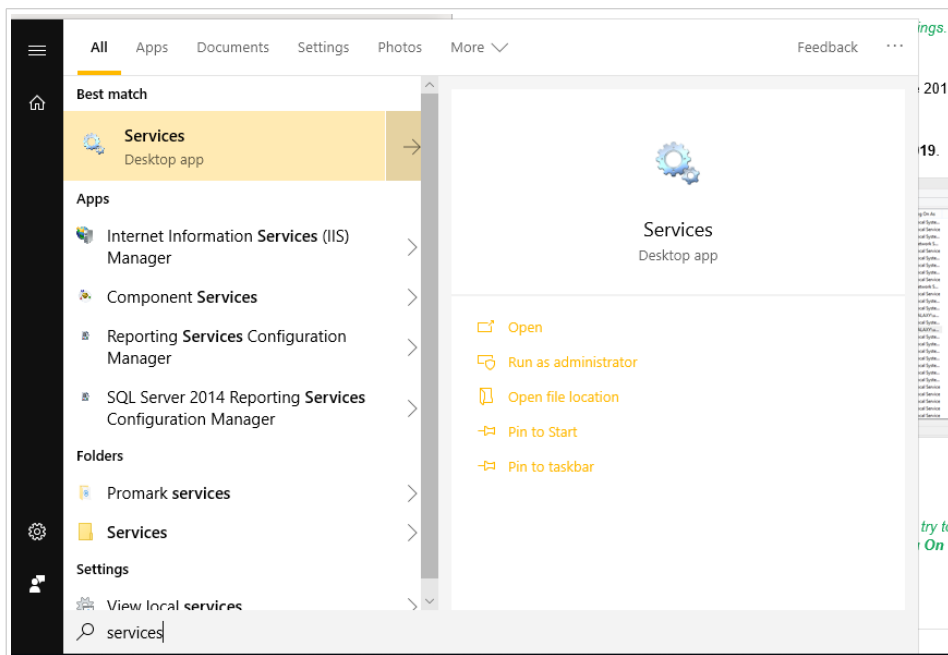 All Apps Documents Settings Photos More Feedback ...
Best match
Services
Desktop app
Apps
Internet Information Services (IIS)
Manager
Component Services
Reporting Services Configuration
Manager
SQL Server 2014 Reporting Services
Configuration Manager
Folders
Promark services
Services
Settings
View local services
services
Services
Desktop app
Open
Run as administrator
Open file location
Pin to Start
Pin to taskbar
ings.
201
19.
try to
On